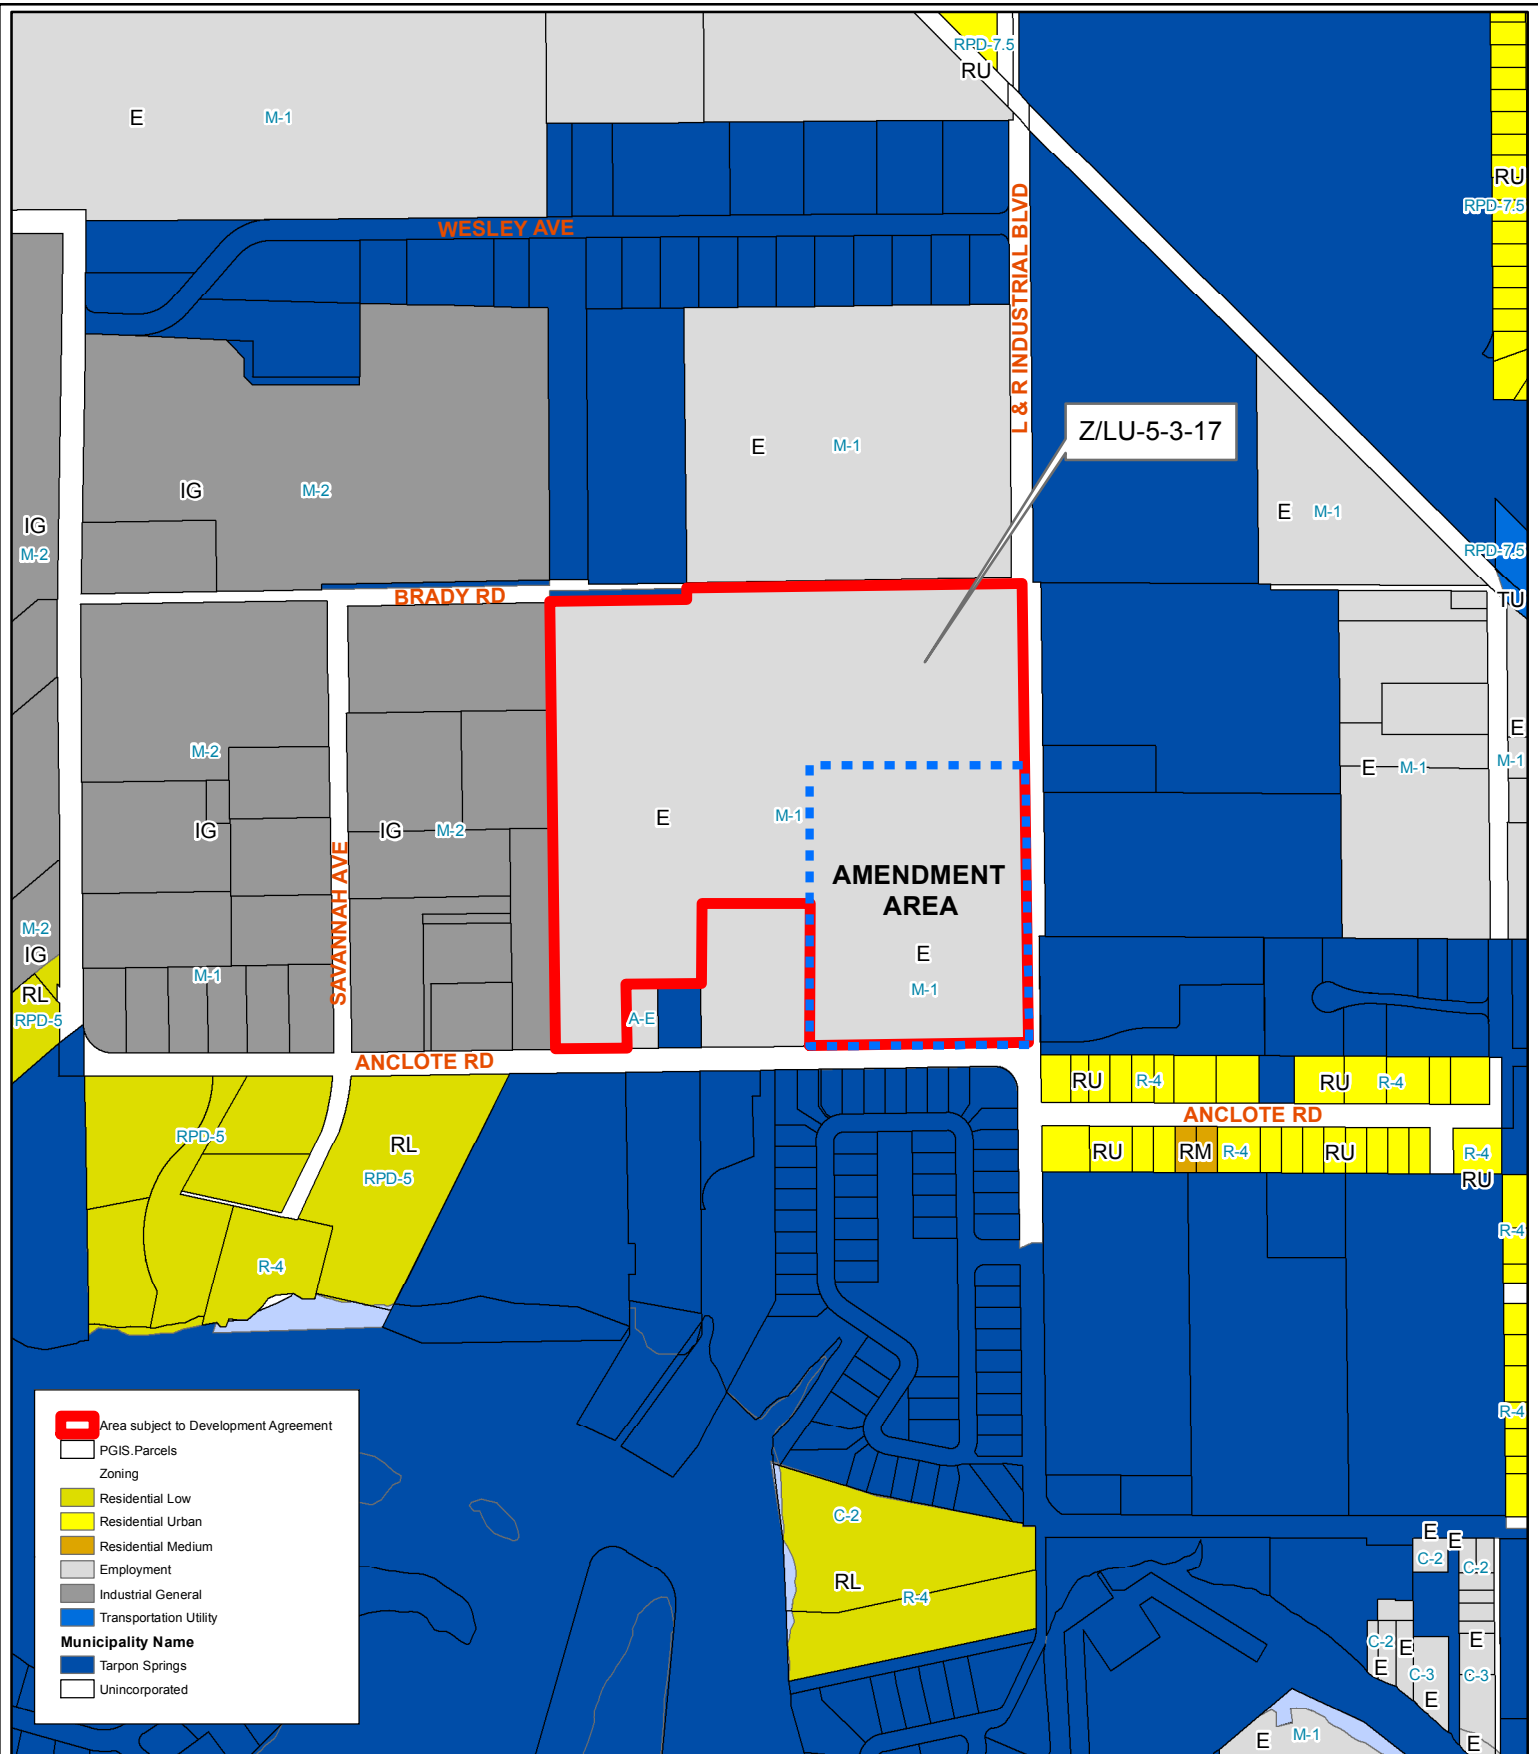 RPD-7.5
RU
E
M-1
RU
RPD-7.5
WESLEY AVE
L & R INDUSTRIAL BLVD
Z/LU-5-3-17
E
M-1
IG
M-2
IG
M-2
E
M-1
RPD-7.5
TU
BRADY RD
M-2
IG
IG
M-2
E
M-1
E
M-1
E
M-1
SAVANNAH AVE
AMENDMENT
AREA
E
M-1
M-2
IG
M-1
RL
RPD-5
A-E
ANCLOTE RD
RU
R-4
RU
R-4
ANCLOTE RD
RPD-5
RL
RPD-5
RU
RM
R-4
RU
R-4
RU
R-4
R-4
R-4
C-2
RL
R-4
E
E
C-2
C-2
C-2
E
E
C-3
E
E
C-3
E
M-1
E
Area subject to Development Agreement
PGIS.Parcels
Zoning
Residential Low
Residential Urban
Residential Medium
Employment
Industrial General
Transportation Utility
Municipality Name
Tarpon Springs
Unincorporated